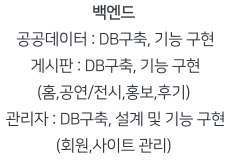 백엔드
공공데이터 : DB구축, 기능 구현
게시판 : DB구축, 기능 구현
(홈,공연/전시,홍보,후기)
관리자 : DB구축, 설계 및 기능 구현
(회원,사이트 관리)